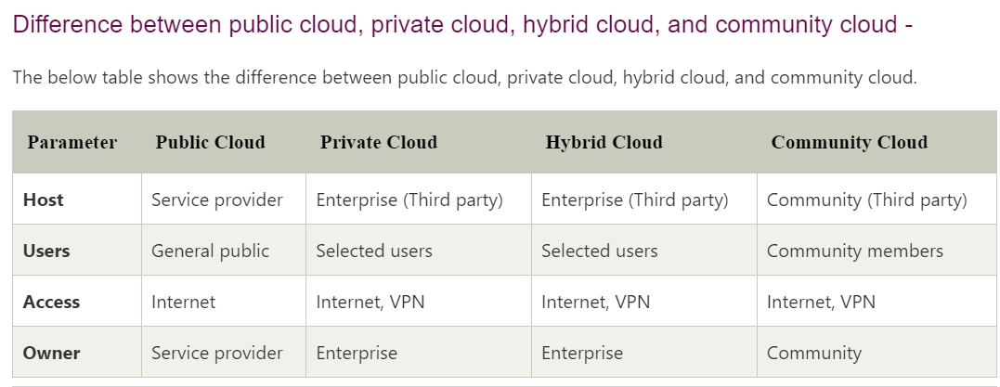 Difference between public cloud, private cloud, hybrid cloud, and community cloud -
The below table shows the difference between public cloud, private cloud, hybrid cloud, and community cloud.
Parameter Public Cloud Private Cloud Hybrid Cloud Community Cloud
Host Service provider Enterprise (Third party) Enterprise (Third party) Community (Third party)
Users General public Selected users Selected users Community members
Access Internet Internet, VPN Internet, VPN Internet, VPN
Owner Service provider Enterprise Enterprise Community